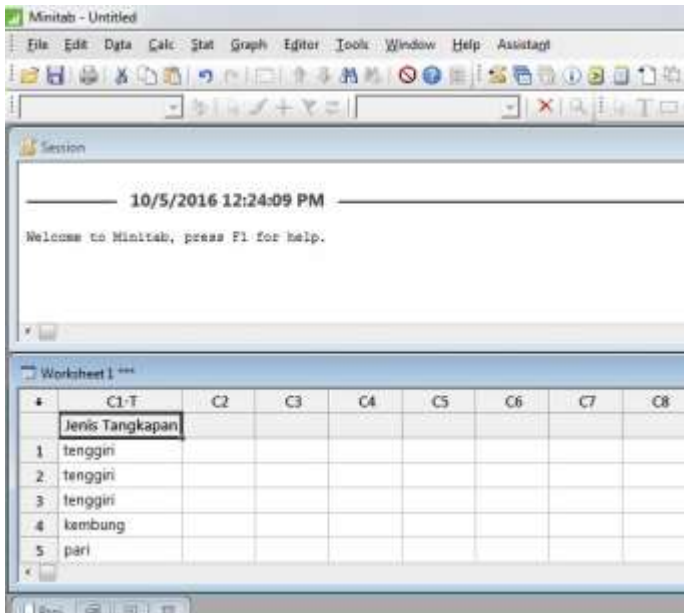 Minitab - Untitled
File Edit Data Calc Stat Graph Editor Tools Window Help Assistant
Session
10/5/2016 12:24:09 PM
Welcome to Minitab, press F1 for help.
Worksheet 1 ***
C1-T C2 C3 C4 C5 C6 C7 C8
Jenis Tangkapan
1 tenggiri
2 tenggiri
3 tenggiri
4 kembung
5 pari